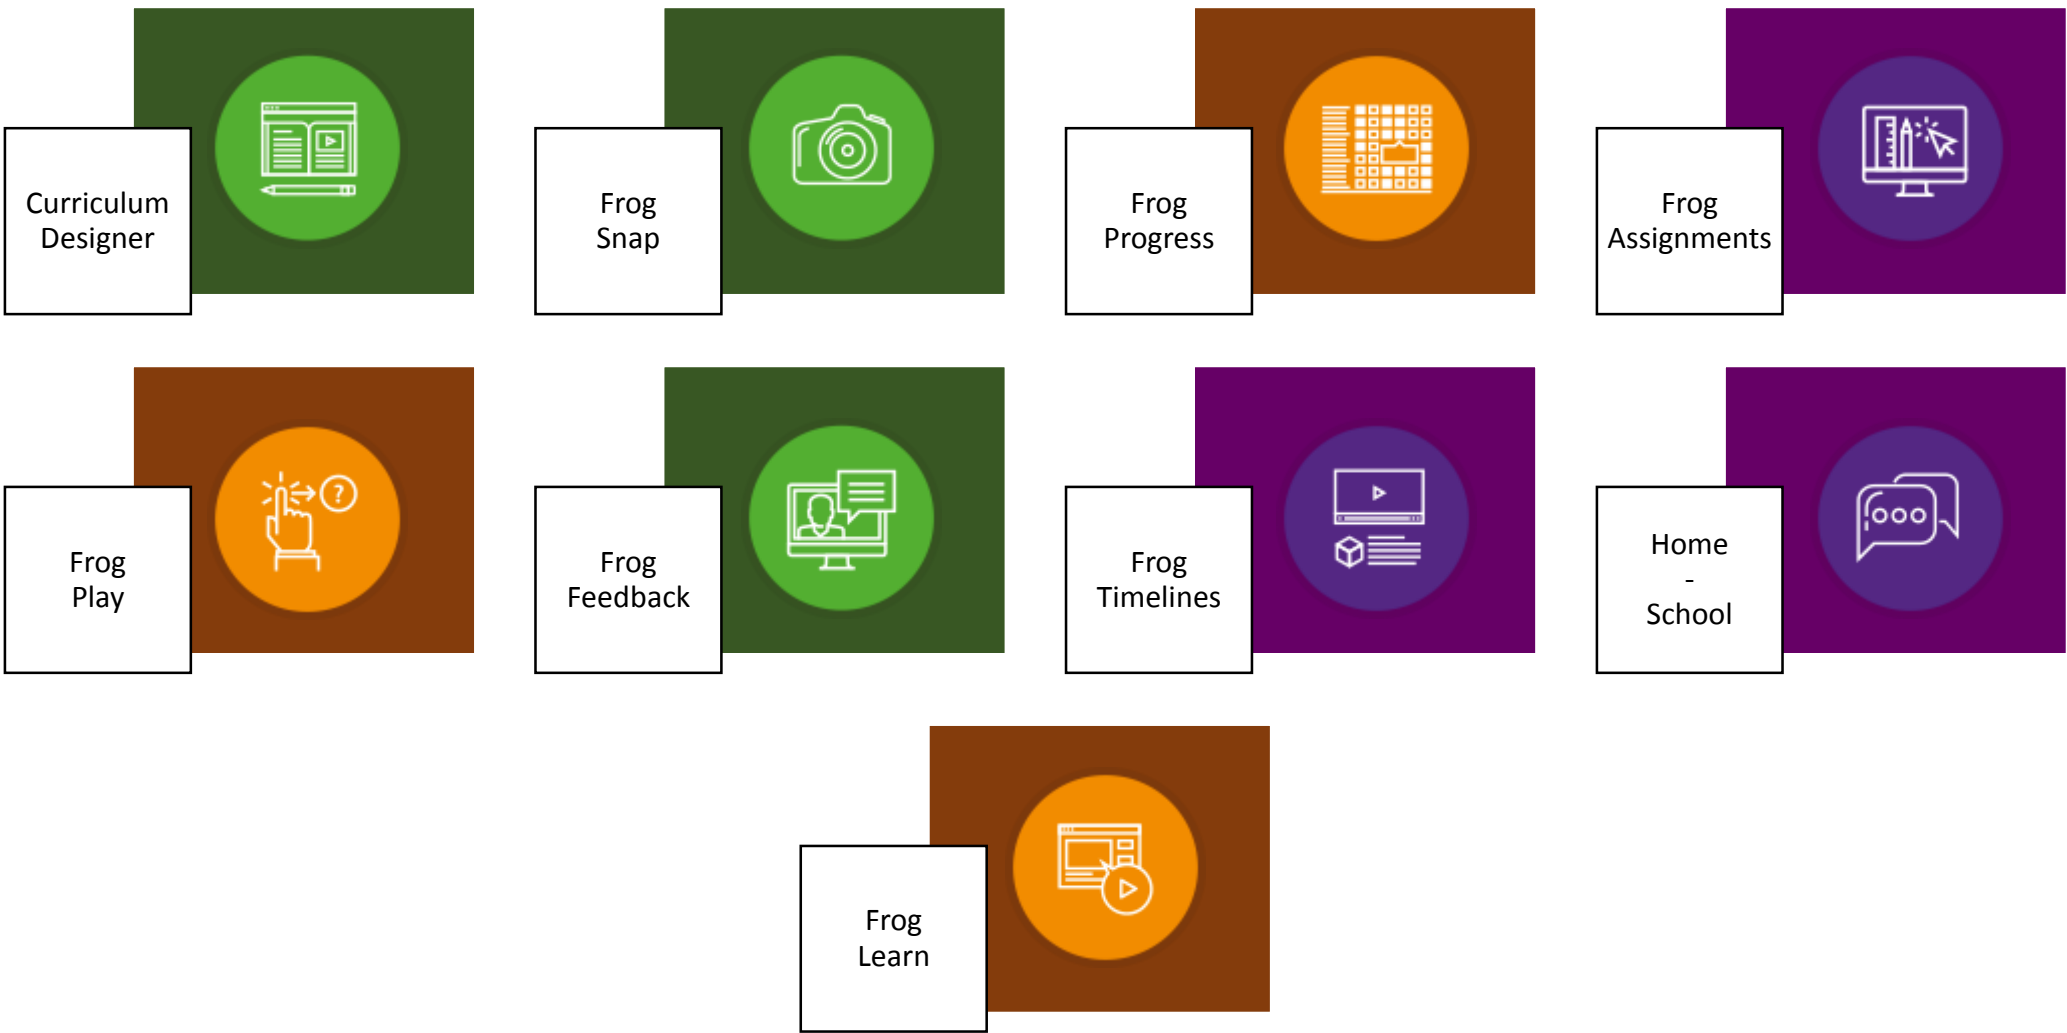 Curriculum
Designer
Frog
Snap
Frog
Progress
Frog
Assignments
Frog
Play
Frog
Feedback
Frog
Timelines
Home
-
School
Frog
Learn
?